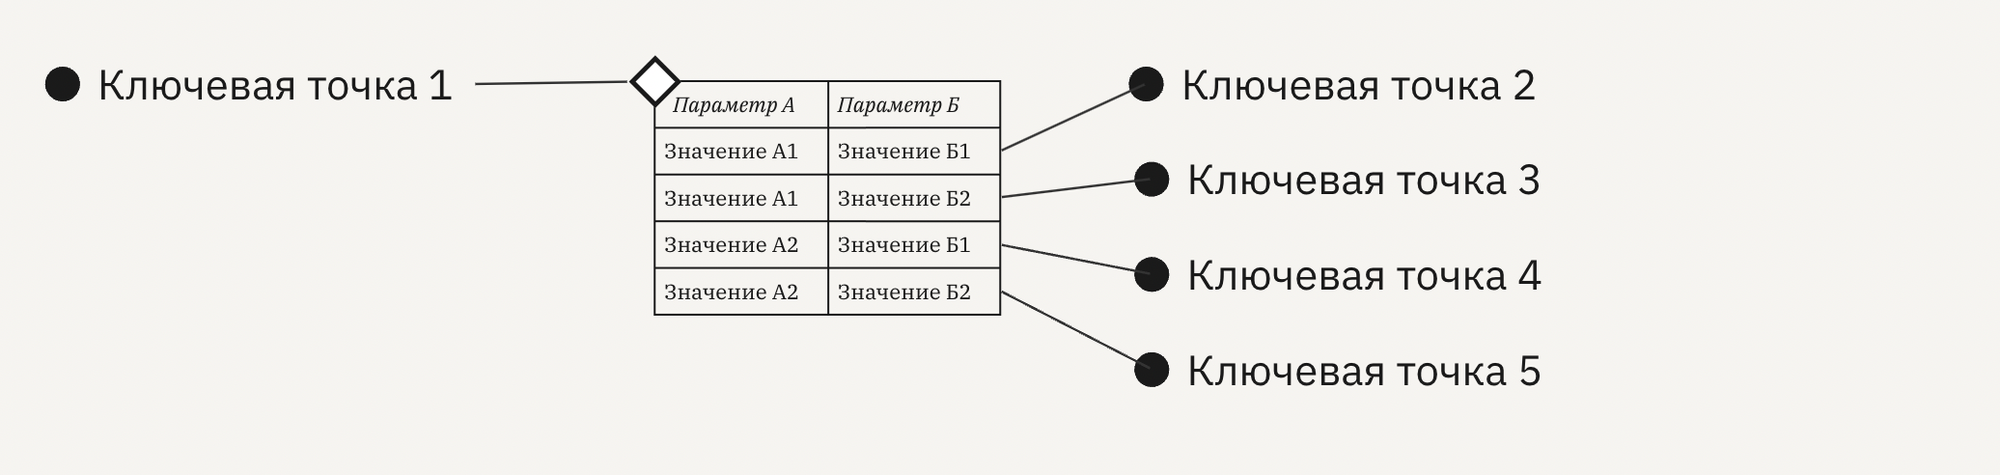 Ключевая точка 1
Параметр А Параметр Б
Значение А1 Значение Б1
Значение А1 Значение Б2
Значение А2 Значение Б1
Значение А2 Значение Б2
Ключевая точка 2
Ключевая точка 3
Ключевая точка 4
Ключевая точка 5